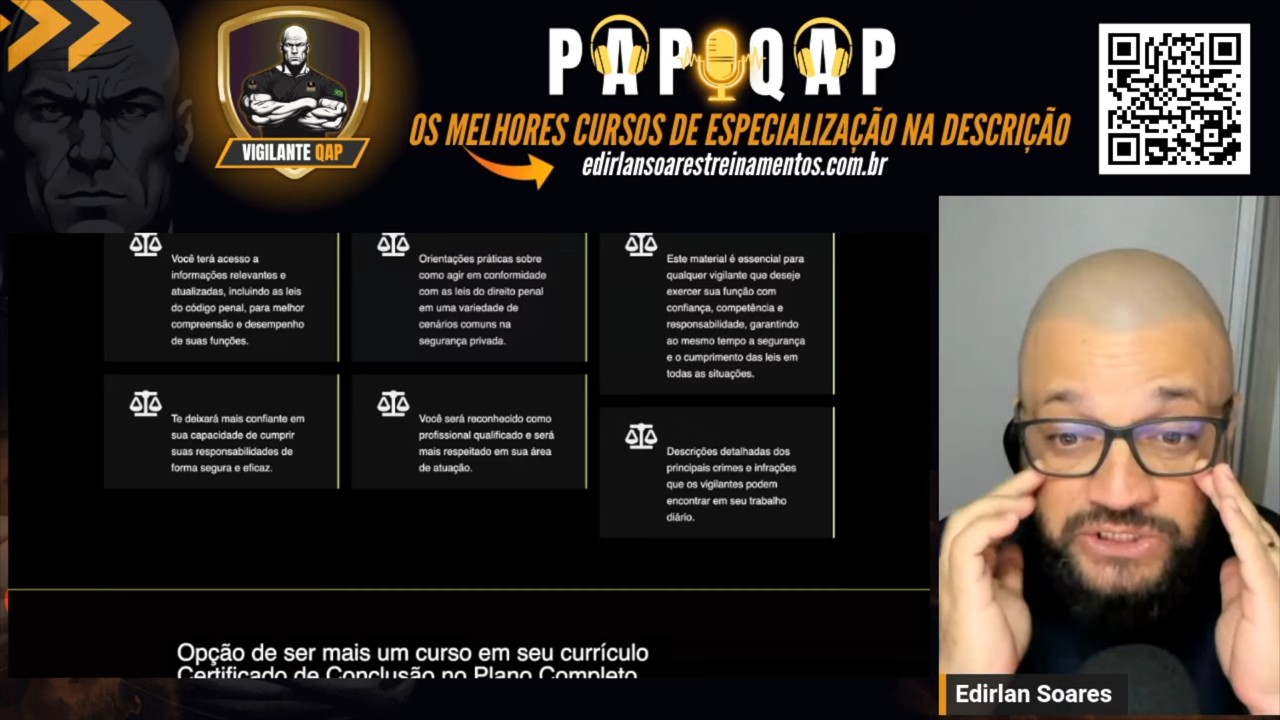 PAPO QAP
OS MELHORES CURSOS DE ESPECIALIZAÇÃO NA DESCRIÇÃO
edirlansoarestreinamentos.com.br
VIGILANTE QAP
Você terá acesso a
informações relevantes e
atualizadas, incluindo as leis
do código penal, para melhor
compreensão e desempenho
de suas funções.
Orientações práticas sobre
como agir em conformidade
com as leis do direito penal
em uma variedade de
cenários comuns na
segurança privada.
Este material é essencial para
qualquer vigilante que deseje
exercer sua função com
confiança, competência e
responsabilidade, garantindo
ao mesmo tempo a segurança
e o cumprimento das leis em
todas as situações.
Te deixará mais confiante em
sua capacidade de cumprir
suas responsabilidades de
forma segura e eficaz.
Você será reconhecido como
profissional qualificado e será
mais respeitado em sua área
de atuação.
Descrições detalhadas dos
principais crimes e infrações
que os vigilantes podem
encontrar em seu trabalho
diário.
Opção de ser mais um curso em seu currículo
Certificado de Conclusão no Plano Completo
Edirlan Soares